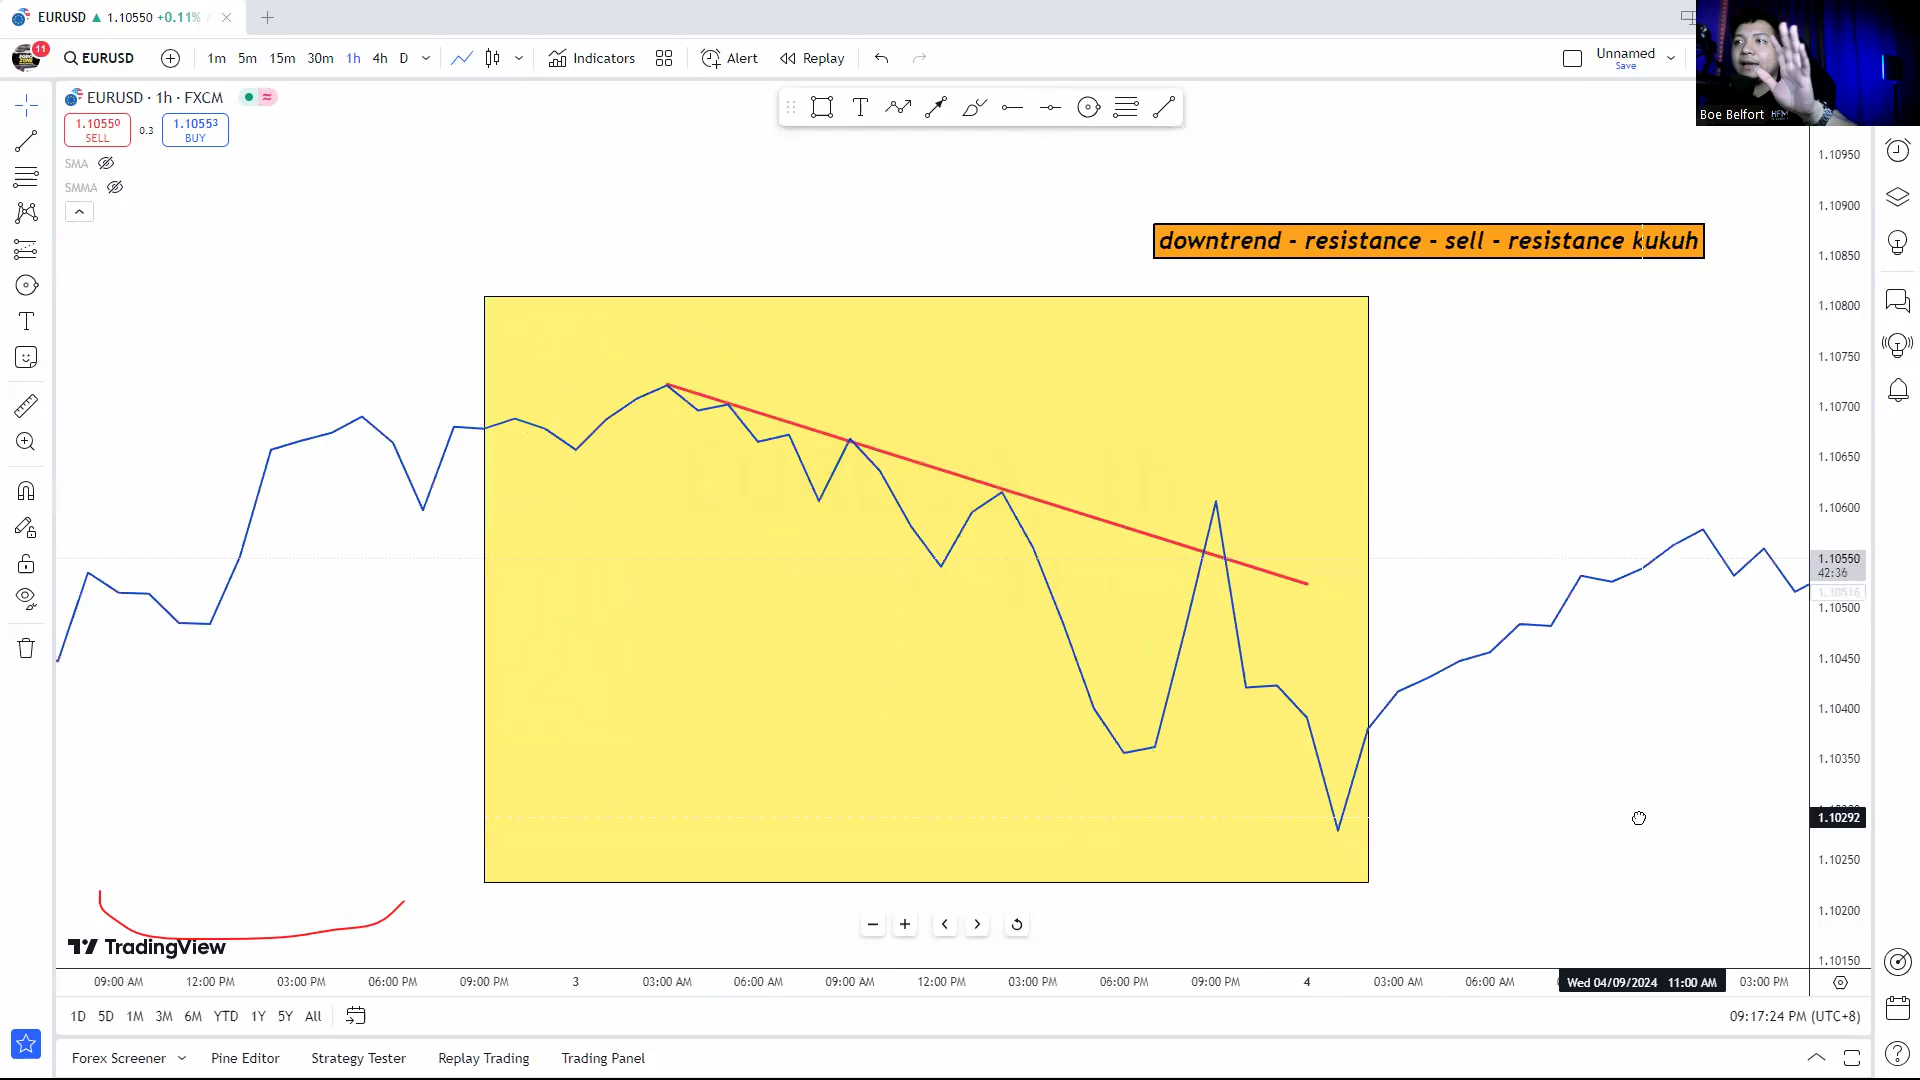 EURUSD ▲ 1.10550 +0.11%
11 EURUSD 1m 5m 15m 30m 1h 4h D Indicators Alert Replay Unnamed
Save
Boe Belfort HFM
EURUSD · 1h · FXCM
1.10550 0.3 1.10553
SELL BUY
SMA
SMMA
downtrend - resistance - sell - resistance kukuh
1.10950
1.10900
1.10850
1.10800
1.10750
1.10700
1.10650
1.10600
1.10550
42:36
1.10516
1.10500
1.10450
1.10400
1.10350
1.10292
1.10250
1.10200
1.10150
TradingView
09:00 AM 12:00 PM 03:00 PM 06:00 PM 09:00 PM 3 03:00 AM 06:00 AM 09:00 AM 12:00 PM 03:00 PM 06:00 PM 09:00 PM 4 03:00 AM 06:00 AM Wed 04/09/2024 11:00 AM 03:00 PM
1D 5D 1M 3M 6M YTD 1Y 5Y All 09:17:24 PM (UTC+8)
Forex Screener Pine Editor Strategy Tester Replay Trading Trading Panel